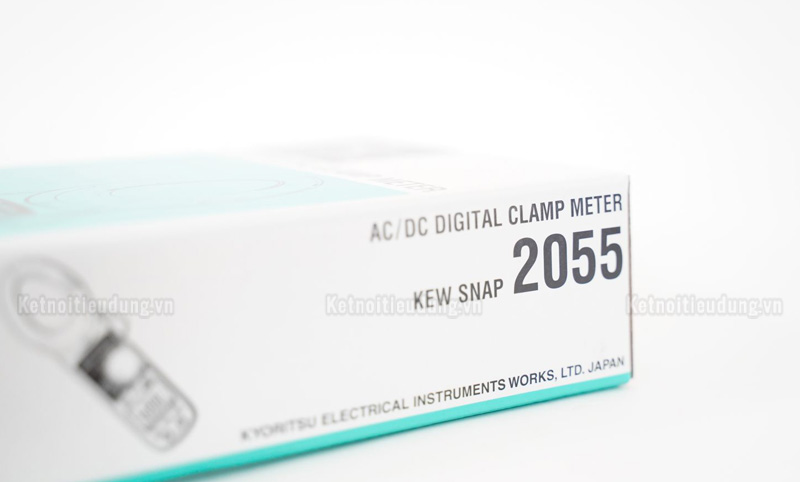 METER
AC/DC DIGITAL CLAMP METER
KEW SNAP 2055
Ketnoitieudung.vn Ketnoitieudung.vn Ketnoitieudung.vn
KYORITSU ELECTRICAL INSTRUMENTS WORKS, LTD. JAPAN